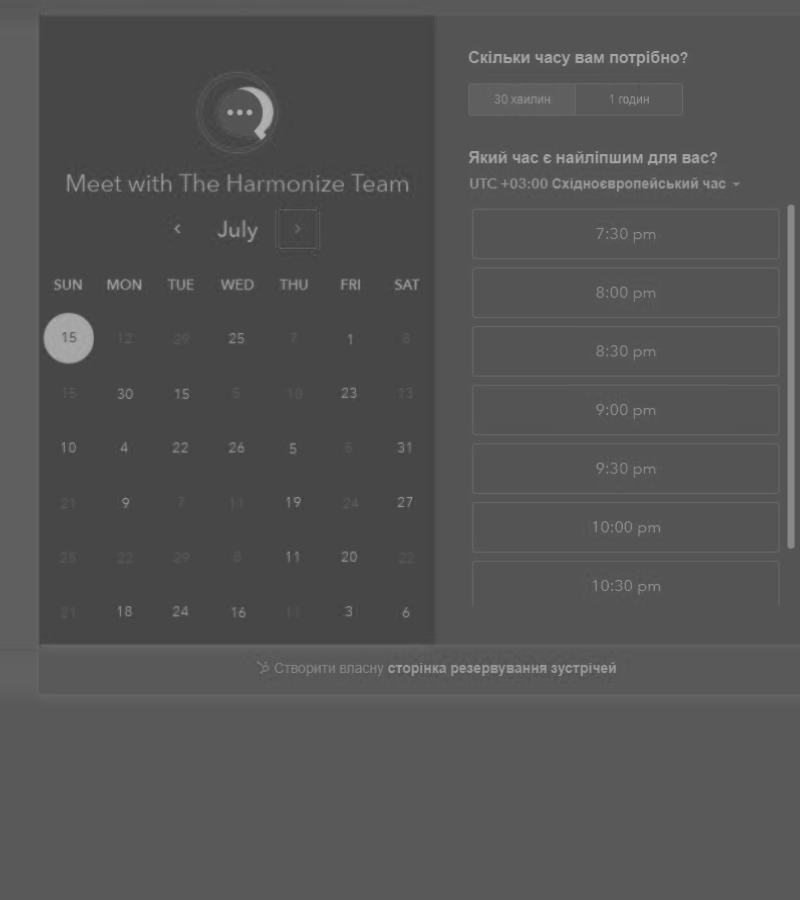 Meet with The Harmonize Team
July
SUN MON TUE WED THU FRI SAT
15 12 29 25 7 1 8
15 30 15 5 10 23 13
10 4 22 26 5 5 31
21 9 7 11 19 24 27
25 22 29 8 11 20 22
21 18 24 16 11 3 6
Скільки часу вам потрібно?
30 хвилин 1 годин
Який час є найліпшим для вас?
UTC +03:00 Східноєвропейський час
7:30 pm
8:00 pm
8:30 pm
9:00 pm
9:30 pm
10:00 pm
10:30 pm
Створити власну сторінка резервування зустрічей